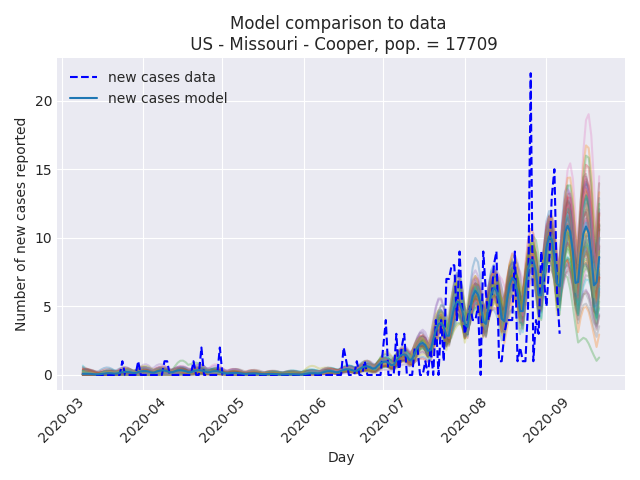 Model comparison to data
US - Missouri - Cooper, pop. = 17709
new cases data
new cases model
Number of new cases reported
20
15
10
5
0
2020-03
2020-04
2020-05
2020-06
2020-07
2020-08
2020-09
Day